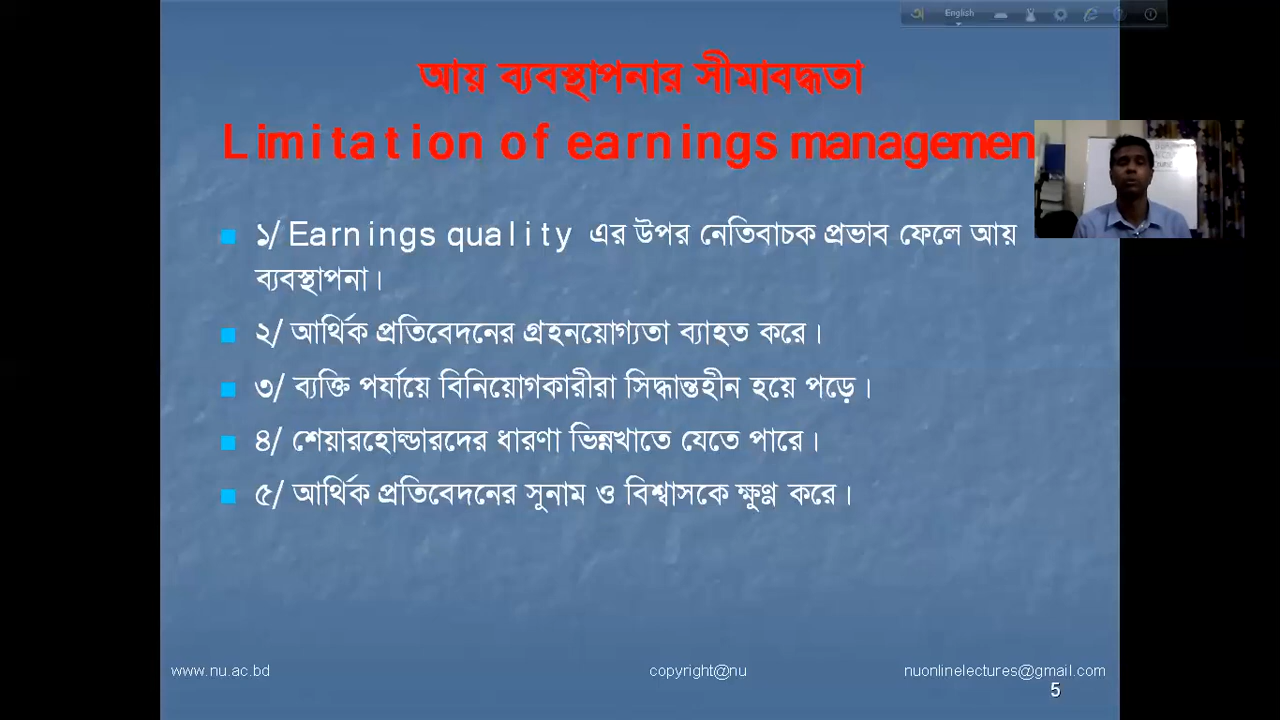 English
আয় ব্যবস্থাপনার সীমাবদ্ধতা
Limitation of earnings managemen
১/ Earnings quality এর উপর নেতিবাচক প্রভাব ফেলে আয়
ব্যবস্থাপনা।
২/ আর্থিক প্রতিবেদনের গ্রহনয়োগ্যতা ব্যাহত করে।
৩/ ব্যক্তি পর্যায়ে বিনিয়োগকারীরা সিদ্ধান্তহীন হয়ে পড়ে।
৪/ শেয়ারহোল্ডারদের ধারণা ভিন্নখাতে যেতে পারে।
৫/ আর্থিক প্রতিবেদনের সুনাম ও বিশ্বাসকে ক্ষুণ্ণ করে।
www.nu.ac.bd copyright@nu nuonlinelectures@gmail.com
5